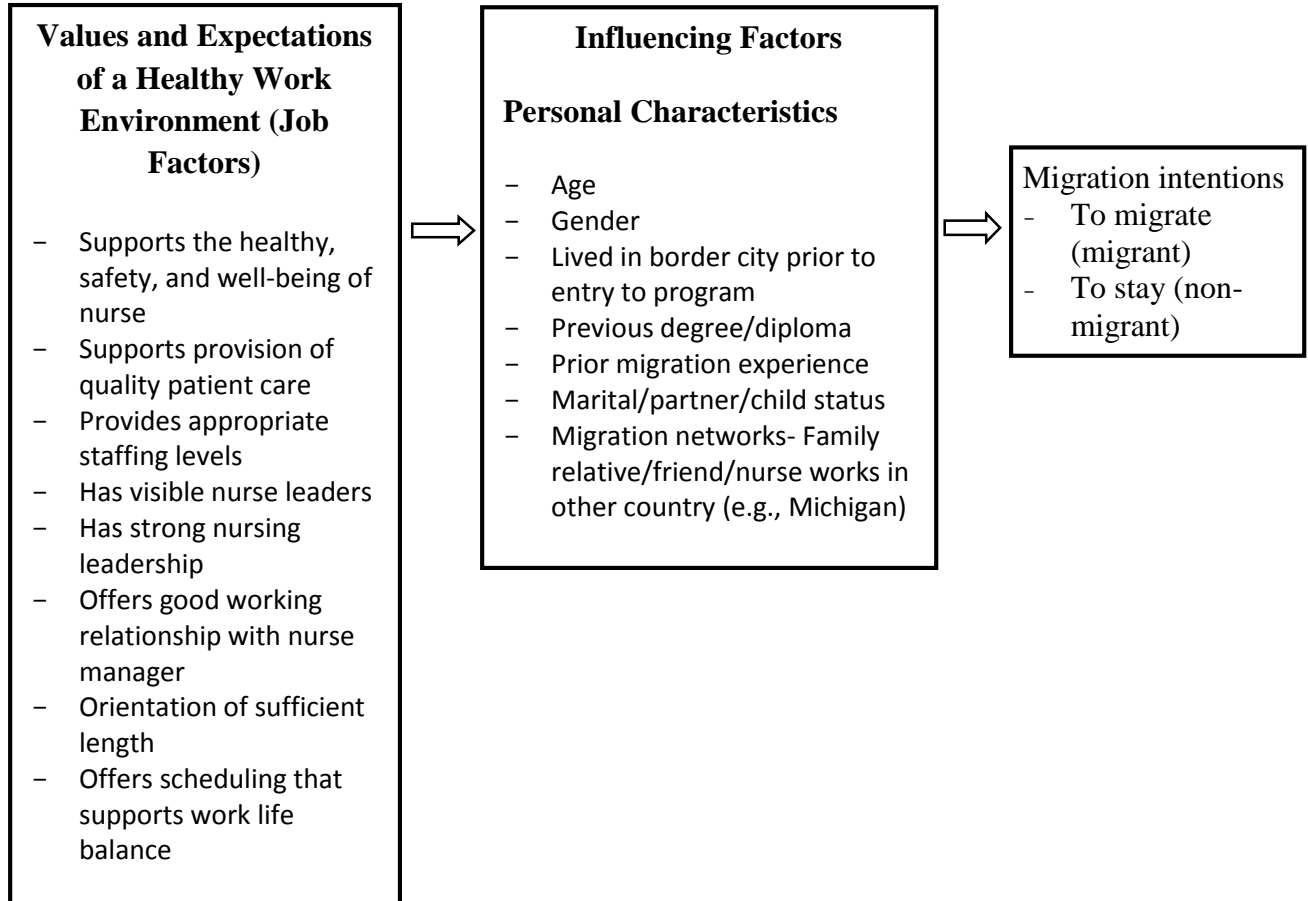 Values and Expectations
of a Healthy Work
Environment (Job
Factors)
− Supports the healthy,
safety, and well-being of
nurse
− Supports provision of
quality patient care
− Provides appropriate
staffing levels
− Has visible nurse leaders
− Has strong nursing
leadership
− Offers good working
relationship with nurse
manager
− Orientation of sufficient
length
− Offers scheduling that
supports work life
balance
Influencing Factors
Personal Characteristics
− Age
− Gender
− Lived in border city prior to
entry to program
− Previous degree/diploma
− Prior migration experience
− Marital/partner/child status
− Migration networks- Family
relative/friend/nurse works in
other country (e.g., Michigan)
Migration intentions
- To migrate
(migrant)
- To stay (non-
migrant)